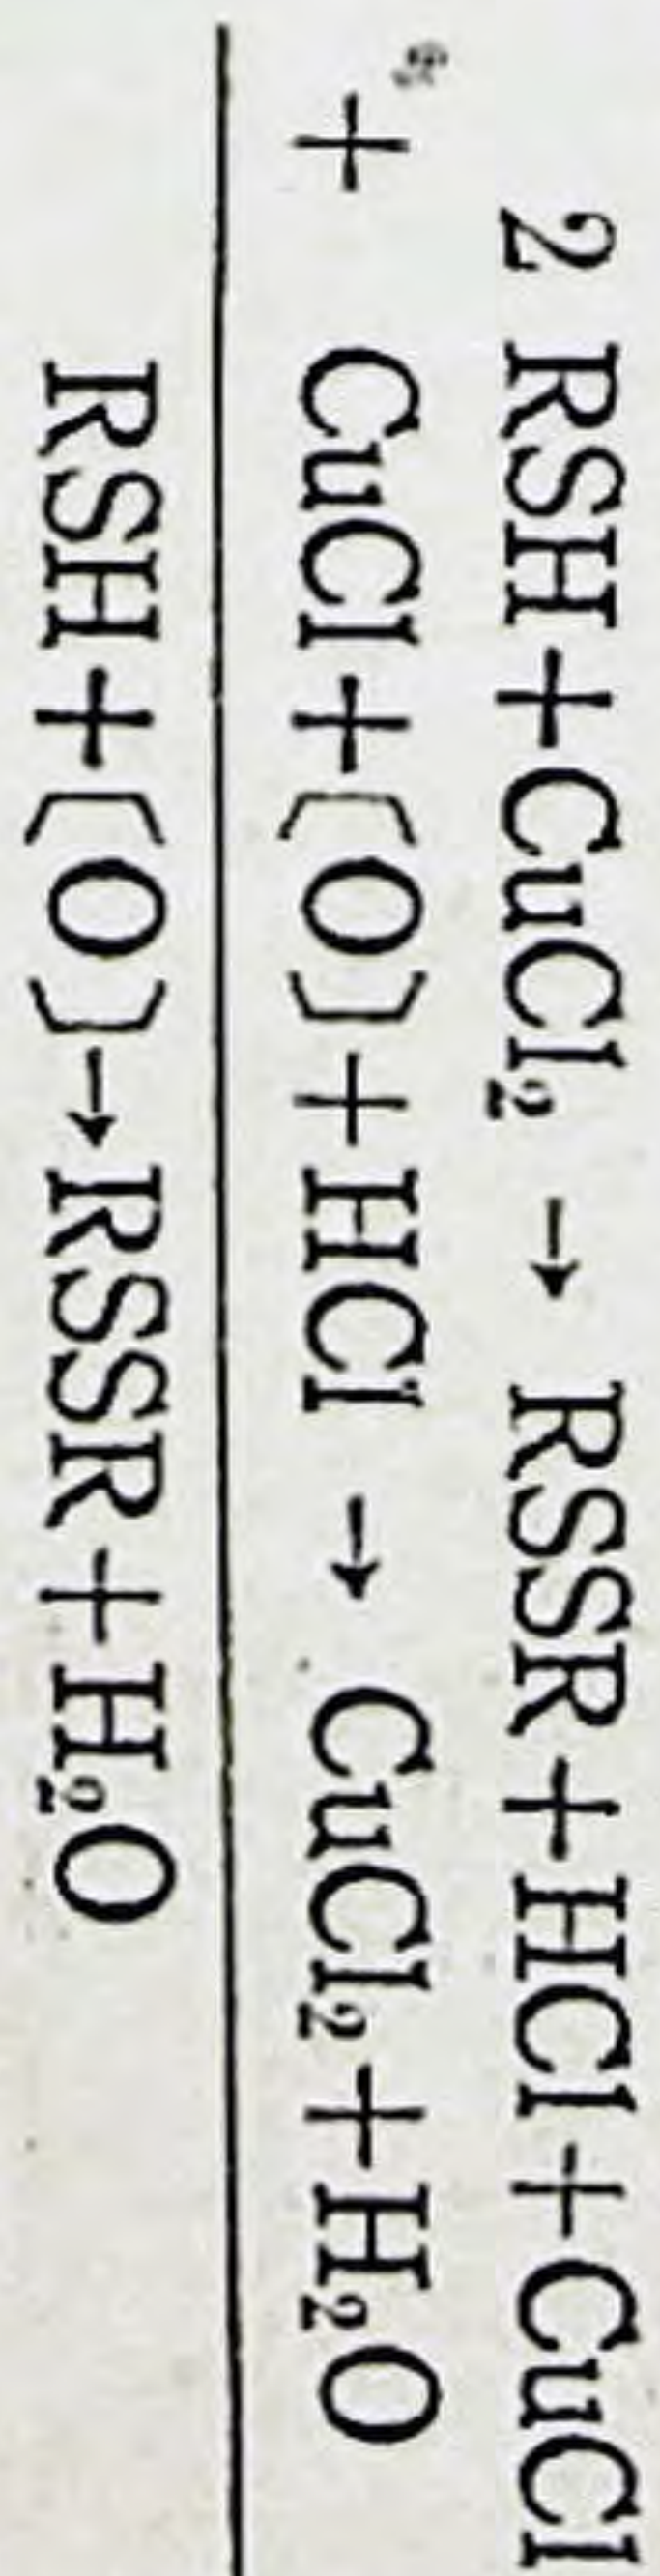 2 RSH+CuCl₂ → RSSR+HCl+CuCl
+ CuCl+[O]+HCl → CuCl₂+H₂O
RSH+[O]→RSSR+H₂O